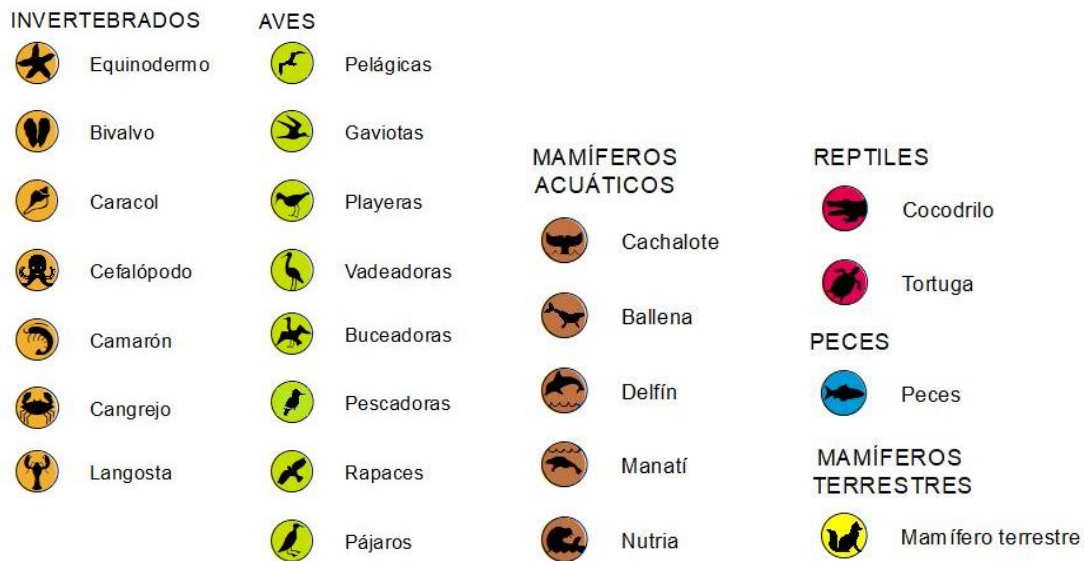 INVERTEBRADOS
Equinodermo
Bivalvo
Caracol
Cefalópodo
Camarón
Cangrejo
Langosta
AVES
Pelágicas
Gaviotas
Playeras
Vadeadoras
Buceadoras
Pescadoras
Rapaces
Pájaros
MAMÍFEROS
ACUÁTICOS
Cachalote
Ballena
Delfín
Manatí
Nutria
REPTILES
Cocodrilo
Tortuga
PECES
Peces
MAMÍFEROS
TERRESTRES
Mamífero terrestre